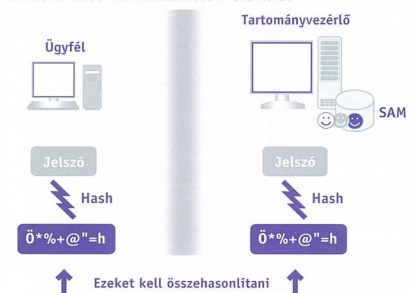 Tartományvezérlő
Ügyfél
SAM
Jelszó
Jelszó
Hash
Hash
Ö*%+@"=h
Ö*%+@"=h
Ezeket kell összehasonlítani